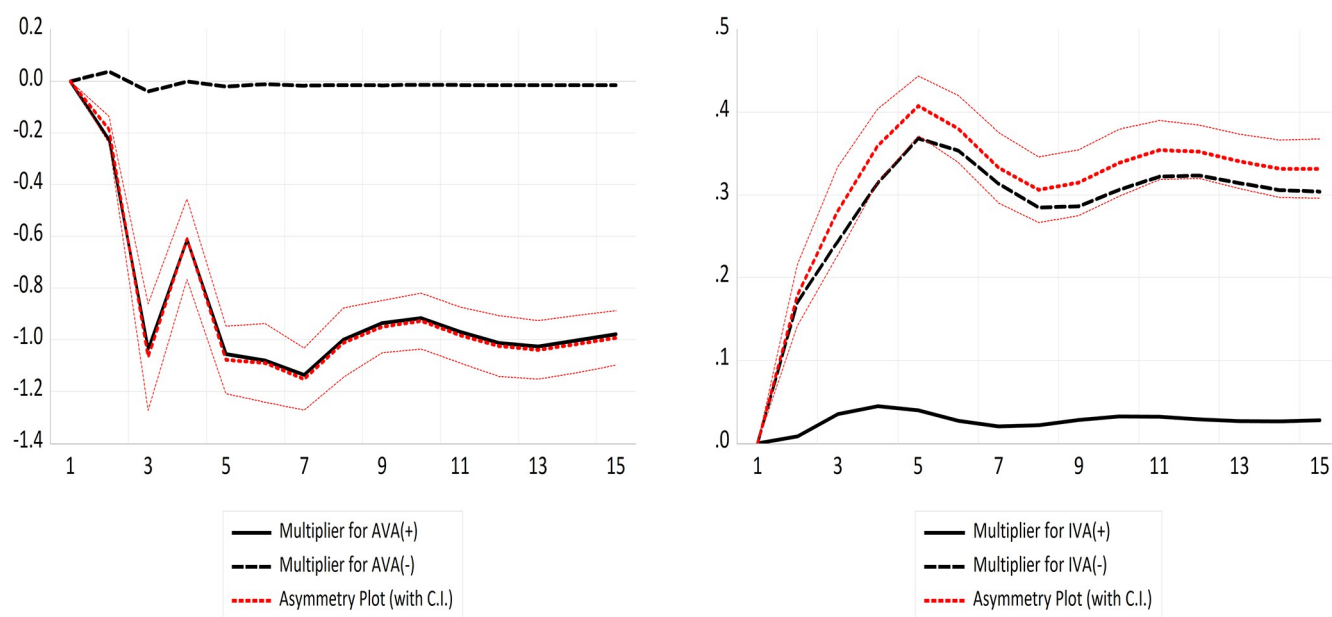 0.2
0.0
-0.2
-0.4
-0.6
-0.8
-1.0
-1.2
-1.4
1 3 5 7 9 11 13 15
Multiplier for AVA(+)
Multiplier for AVA(-)
Asymmetry Plot (with C.I.)
.5
.4
.3
.2
.1
.0
1 3 5 7 9 11 13 15
Multiplier for IVA(+)
Multiplier for IVA(-)
Asymmetry Plot (with C.I.)